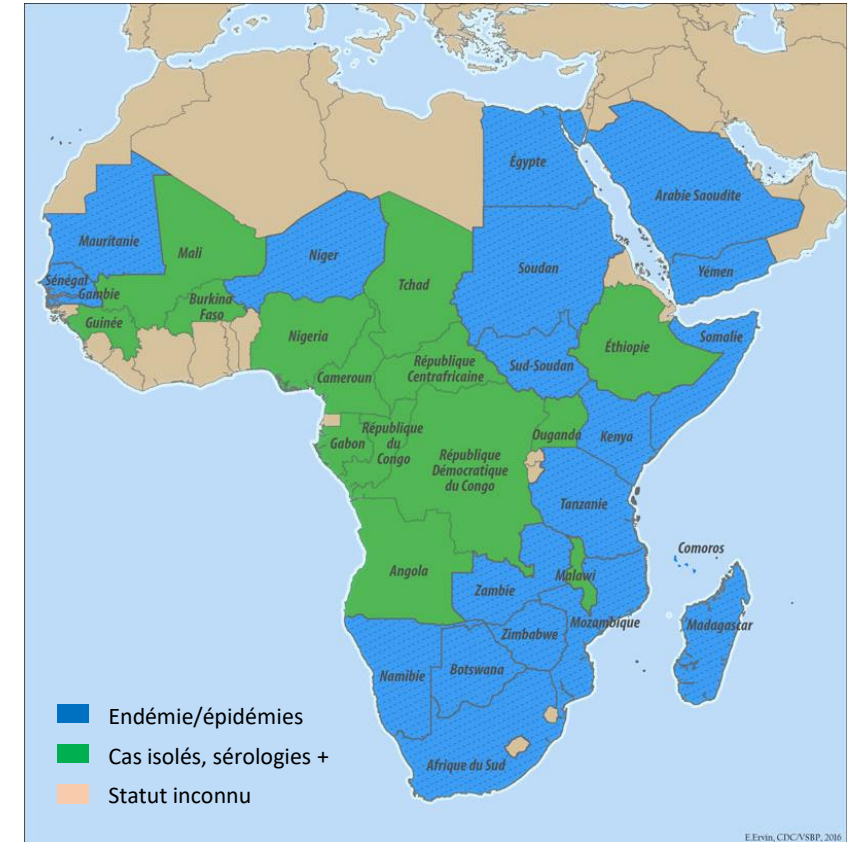 Égypte
Arabie Saoudite
Mauritanie
Mali
Niger
Soudan
Yémen
Sénégal
Gambie
Tchad
Burkina
Faso
Guinée
Nigeria
Éthiopie
Somalie
République
Centrafricaine
Sud-Soudan
Cameroun
Ouganda
Kenya
Gabon
République
du
Congo
République
Démocratique
du Congo
Tanzanie
Comoros
Angola
Malawi
Zambie
Mozambique
Zimbabwe
Madagascar
Namibie
Botswana
Afrique du Sud
Endémie/épidémies
Cas isolés, sérologies +
Statut inconnu
E.Ervin, CDC/VSBP, 2016